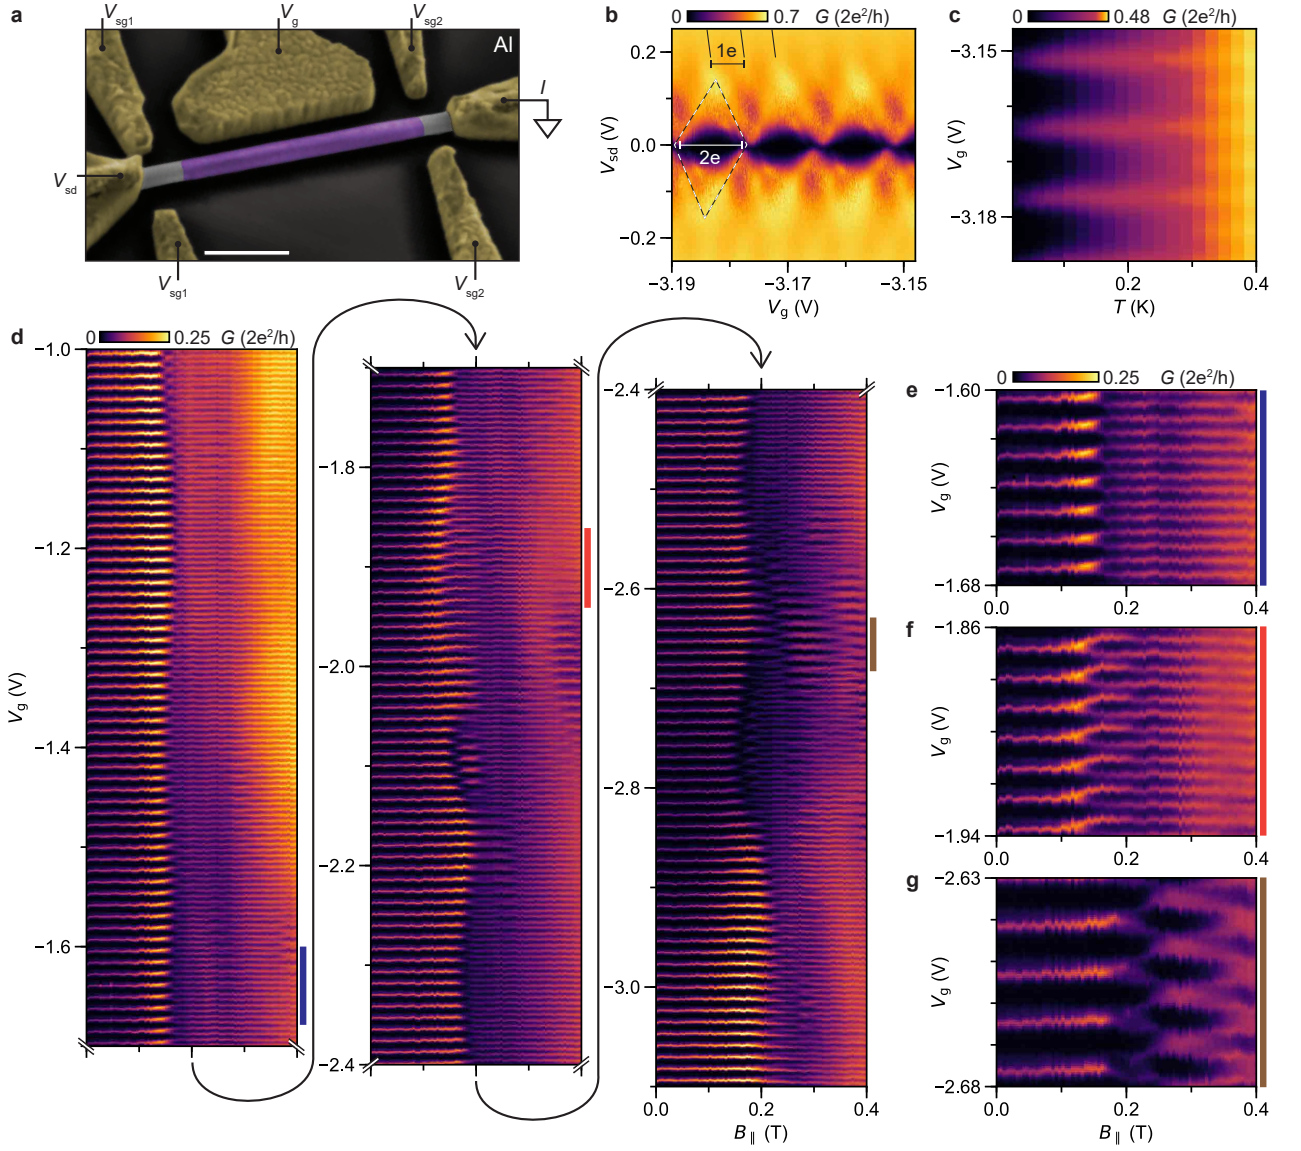 a
V_sg1
V_g
V_sg2
Al
I
V_sd
V_sg1
V_sg2
b
0 0.7 G (2e²/h)
0.2
0.0
−0.2
V_sd (V)
1e
2e
−3.19 −3.17 −3.15
V_g (V)
c
0 0.48 G (2e²/h)
−3.15
−3.18
V_g (V)
0.2 0.4
T (K)
d
0 0.25 G (2e²/h)
−1.0
−1.2
−1.4
−1.6
V_g (V)
−1.8
−2.0
−2.2
−2.4
−2.4
−2.6
−2.8
−3.0
0.0 0.2 0.4
B_∥ (T)
e
0 0.25 G (2e²/h)
−1.60
−1.68
V_g (V)
0.0 0.2 0.4
f
−1.86
−1.94
V_g (V)
0.0 0.2 0.4
g
−2.63
−2.68
V_g (V)
0.0 0.2 0.4
B_∥ (T)